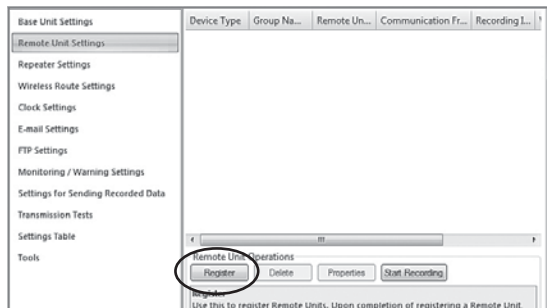 Base Unit Settings
Remote Unit Settings
Repeater Settings
Wireless Route Settings
Clock Settings
E-mail Settings
FTP Settings
Monitoring / Warning Settings
Settings for Sending Recorded Data
Transmission Tests
Settings Table
Tools
Device Type Group Na... Remote Un... Communication Fr... Recording I...
Remote Unit Operations
Register Delete Properties Start Recording
Register
Use this to register Remote Units. Upon completion of registering a Remote Unit,